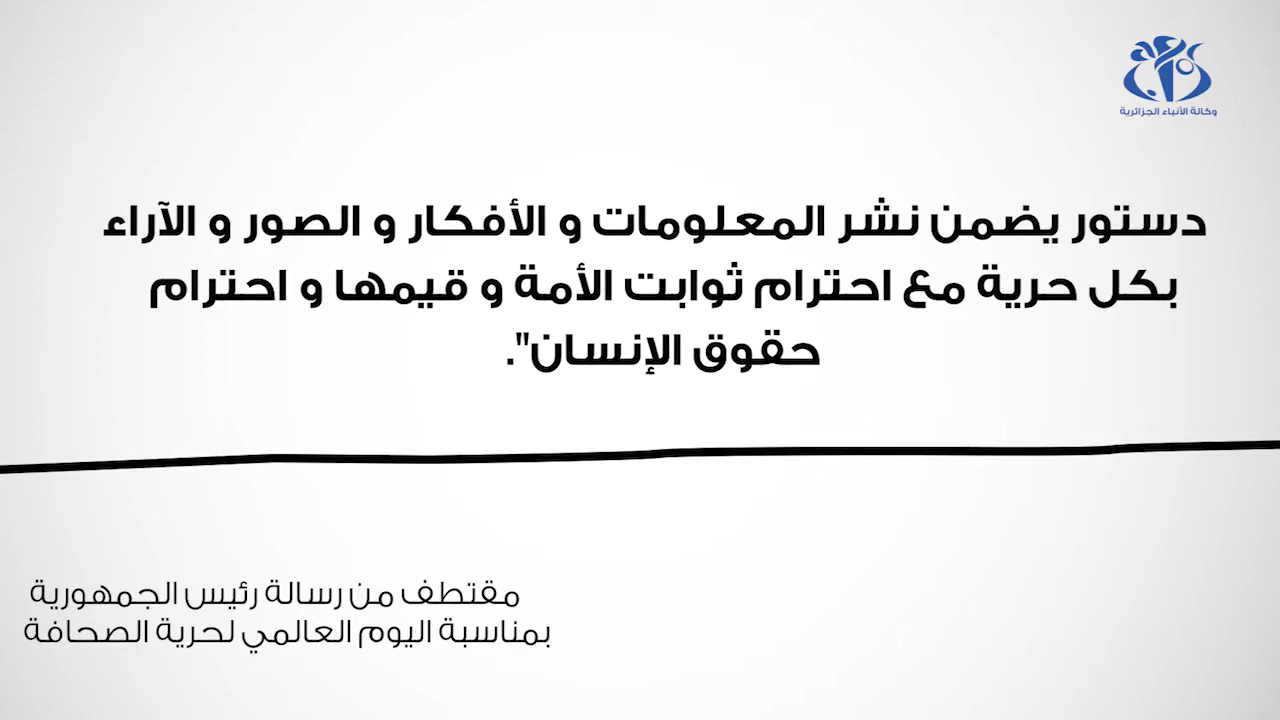 وكالة الأنباء الجزائرية
دستور يضمن نشر المعلومات و الأفكار و الصور و الآراء
بكل حرية مع احترام ثوابت الأمة و قيمها و احترام
حقوق الإنسان".
مقتطف من رسالة رئيس الجمهورية
بمناسبة اليوم العالمي لحرية الصحافة